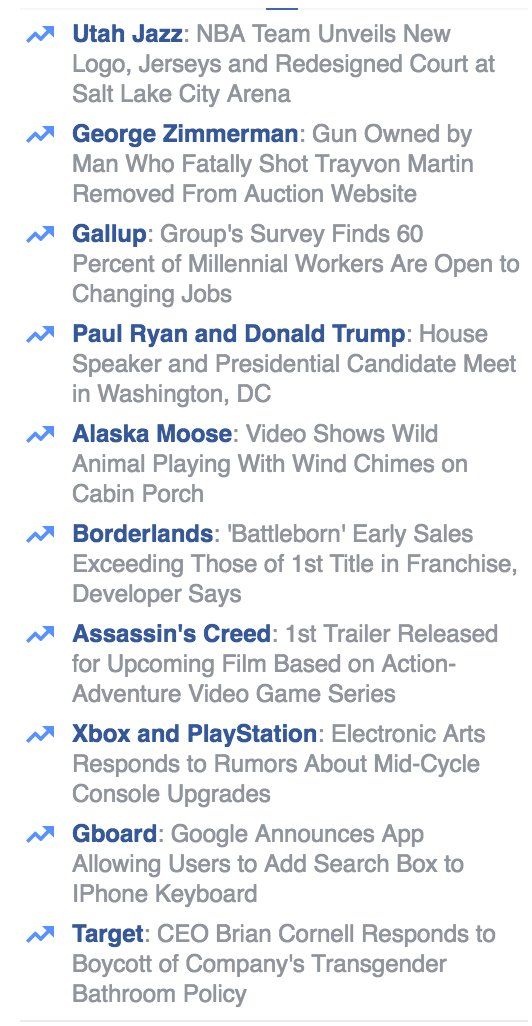 Utah Jazz: NBA Team Unveils New
Logo, Jerseys and Redesigned Court at
Salt Lake City Arena
George Zimmerman: Gun Owned by
Man Who Fatally Shot Trayvon Martin
Removed From Auction Website
Gallup: Group's Survey Finds 60
Percent of Millennial Workers Are Open to
Changing Jobs
Paul Ryan and Donald Trump: House
Speaker and Presidential Candidate Meet
in Washington, DC
Alaska Moose: Video Shows Wild
Animal Playing With Wind Chimes on
Cabin Porch
Borderlands: 'Battleborn' Early Sales
Exceeding Those of 1st Title in Franchise,
Developer Says
Assassin's Creed: 1st Trailer Released
for Upcoming Film Based on Action-
Adventure Video Game Series
Xbox and PlayStation: Electronic Arts
Responds to Rumors About Mid-Cycle
Console Upgrades
Gboard: Google Announces App
Allowing Users to Add Search Box to
IPhone Keyboard
Target: CEO Brian Cornell Responds to
Boycott of Company's Transgender
Bathroom Policy